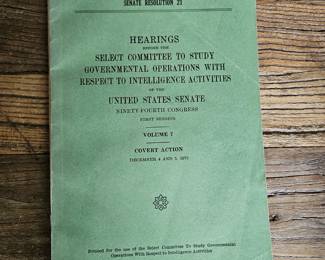 SENATE RESOLUTION 21
HEARINGS
BEFORE THE
SELECT COMMITTEE TO STUDY
GOVERNMENTAL OPERATIONS WITH
RESPECT TO INTELLIGENCE ACTIVITIES
OF THE
UNITED STATES SENATE
NINETY-FOURTH CONGRESS
FIRST SESSION
VOLUME 7
COVERT ACTION
DECEMBER 4 AND 5, 1975
Printed for the use of the Select Committee To Study Governmental
Operations With Respect to Intelligence Activities